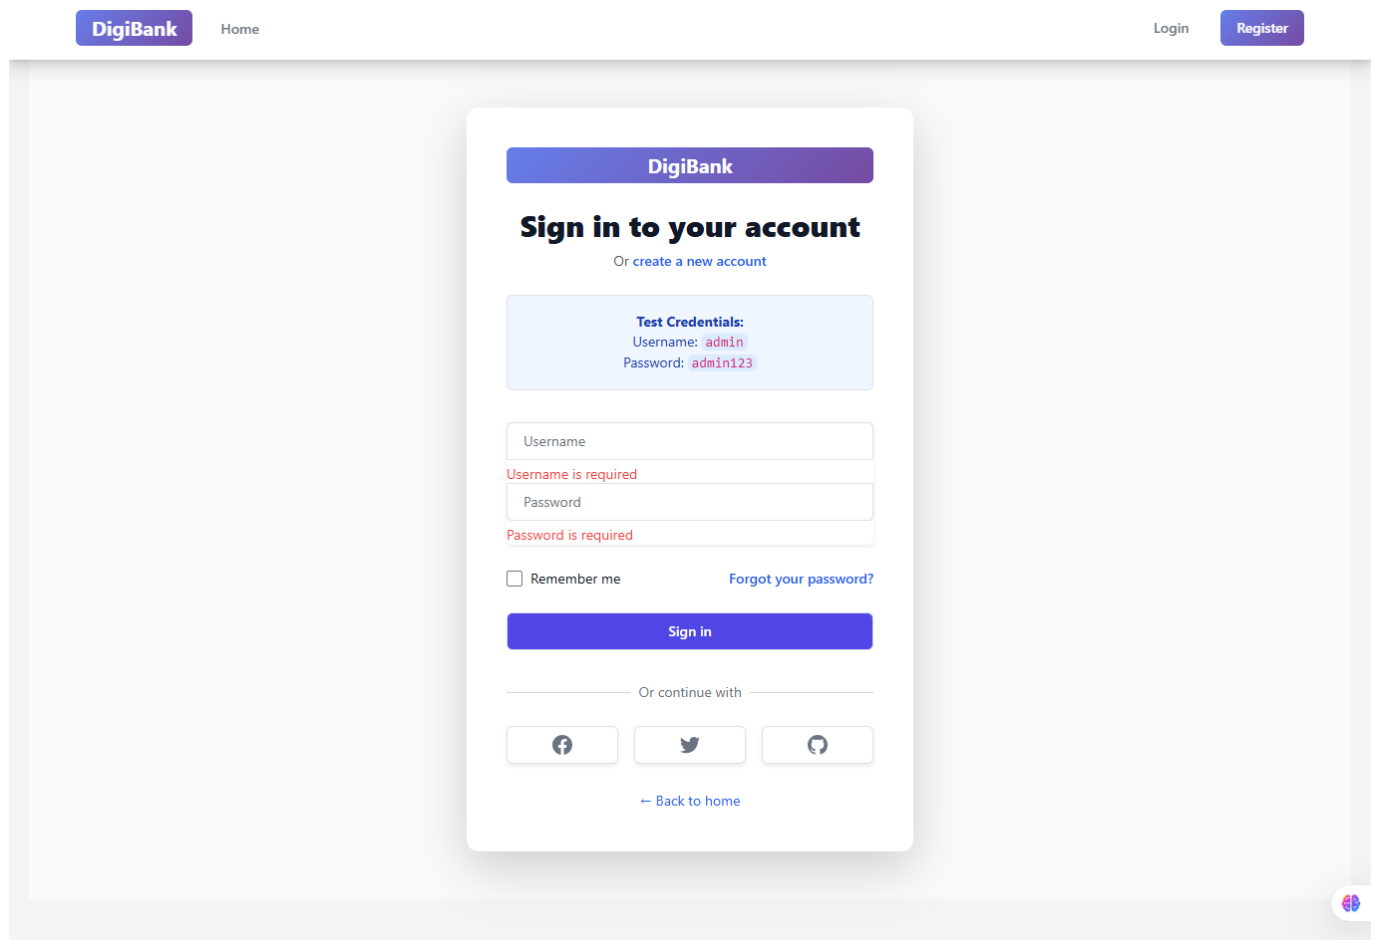 DigiBank
Home
Login
Register
DigiBank
Sign in to your account
Or create a new account
Test Credentials:
Username: admin
Password: admin123
Username
Username is required
Password
Password is required
Remember me
Forgot your password?
Sign in
Or continue with
← Back to home